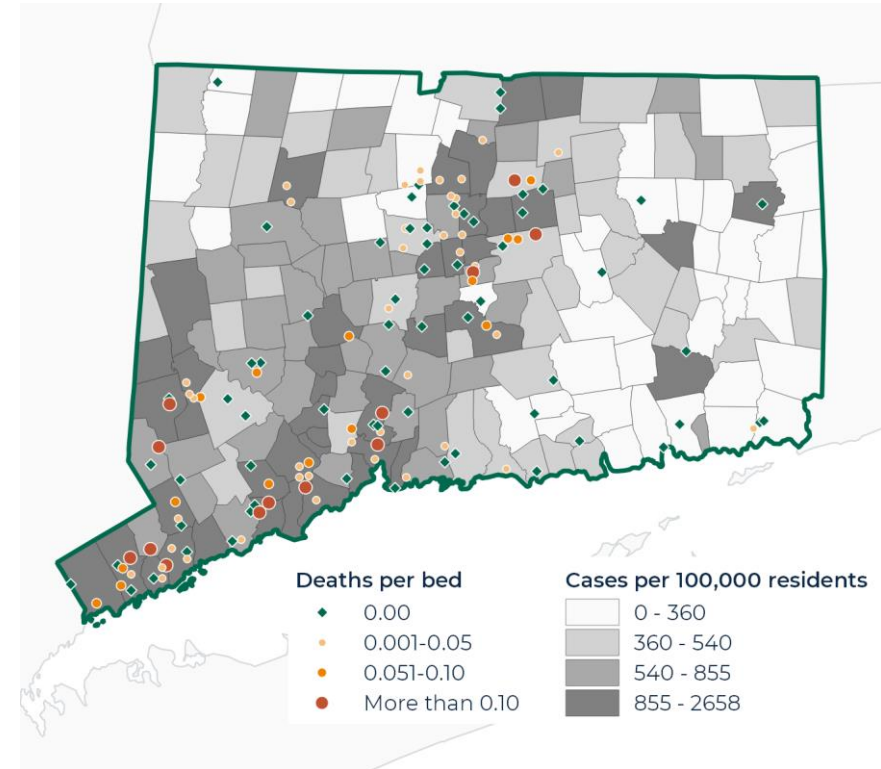 Deaths per bed
0.00
0.001-0.05
0.051-0.10
More than 0.10
Cases per 100,000 residents
0 - 360
360 - 540
540 - 855
855 - 2658